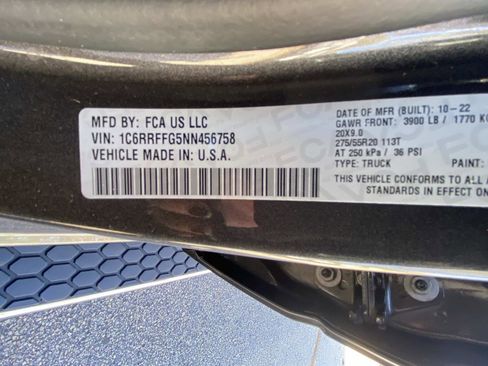 MFD BY: FCA US LLC
VIN: 1C6RRFFG5NN456758
VEHICLE MADE IN: U.S.A.
DATE OF MFR (BUILT): 10-22
GAWR FRONT: 3900 LB / 1770 K
20X9.0
275/55R20 113T
AT 250 kPa / 36 PSI
TYPE: TRUCK PAINT:
THIS VEHICLE CONFORMS TO ALL
STANDARDS IN EFFECT ON